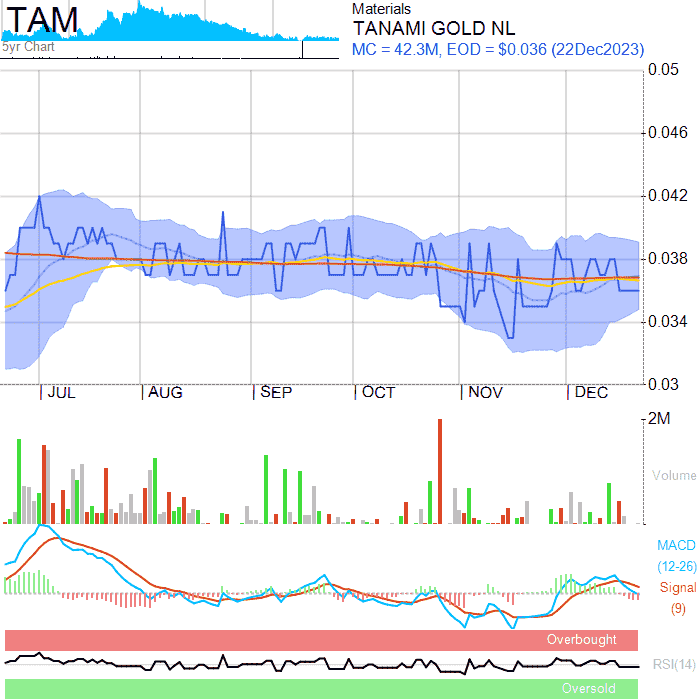 TAM
5yr Chart
Materials
TANAMI GOLD NL
MC = 42.3M, EOD = $0.036 (22Dec2023)
0.05
0.046
0.042
0.038
0.034
0.03
JUL AUG SEP OCT NOV DEC
2M
Volume
MACD
(12-26)
Signal
(9)
Overbought
RSI(14)
Oversold